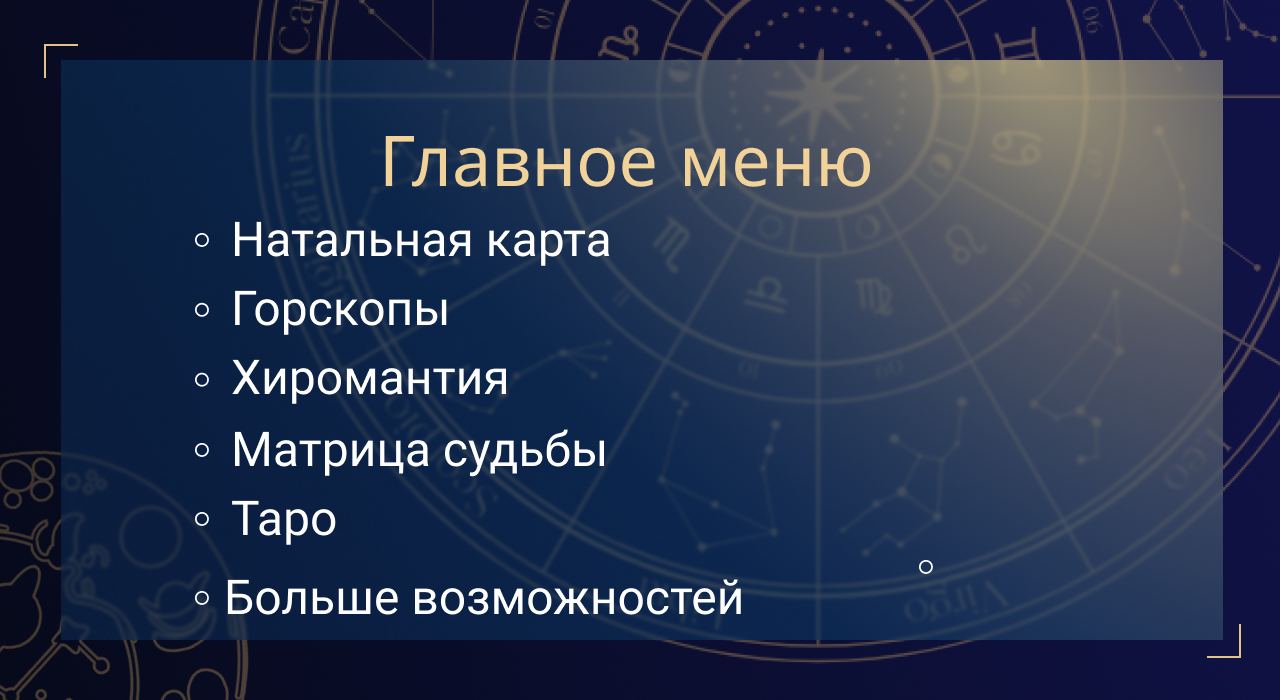 Главное меню
Натальная карта
Горскопы
Хиромантия
Матрица судьбы
Таро
Больше возможностей